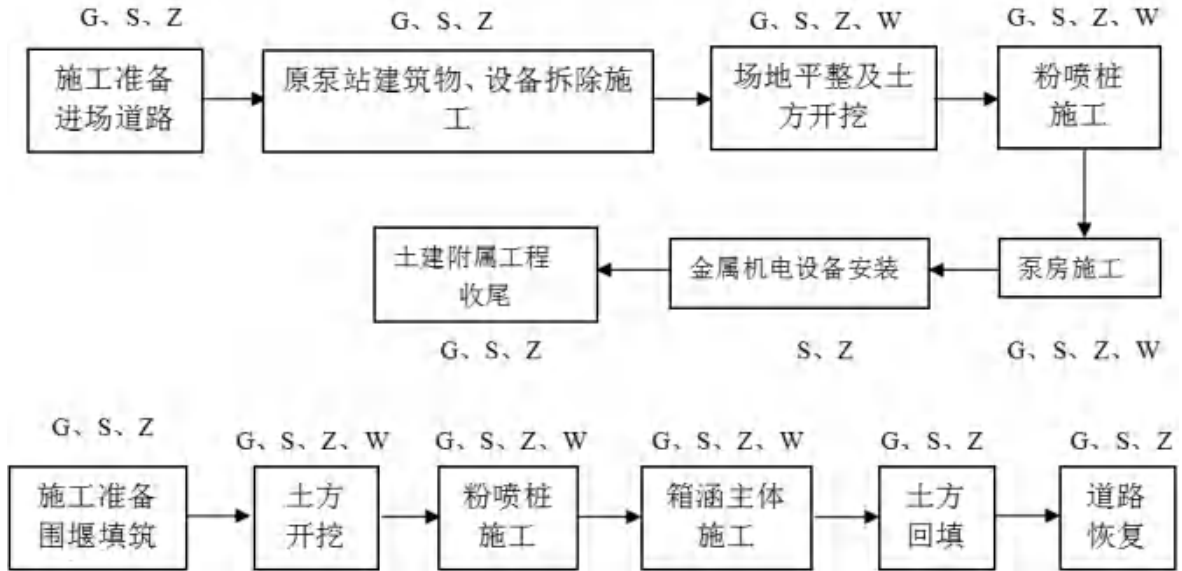 G、S、Z
G、S、Z
G、S、Z、W
G、S、Z、W
施工准备
进场道路
原泵站建筑物、设备拆除施
工
场地平整及土
方开挖
粉喷桩
施工
土建附属工程
收尾
金属机电设备安装
泵房施工
G、S、Z
S、Z
G、S、Z、W
G、S、Z
G、S、Z、W
G、S、Z、W
G、S、Z、W
G、S、Z
G、S、Z
施工准备
围堰填筑
土方
开挖
粉喷桩
施工
箱涵主体
施工
土方
回填
道路
恢复